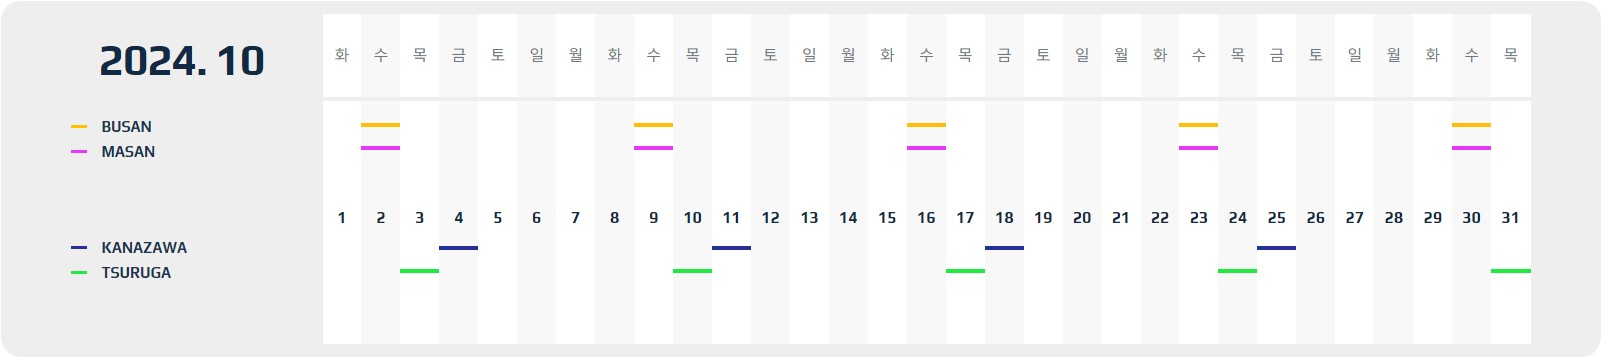 2024. 10
화 수 목 금 토 일 월 화 수 목 금 토 일 월 화 수 목 금 토 일 월 화 수 목 금 토 일 월 화 수 목
BUSAN
MASAN
1 2 3 4 5 6 7 8 9 10 11 12 13 14 15 16 17 18 19 20 21 22 23 24 25 26 27 28 29 30 31
KANAZAWA
TSURUGA